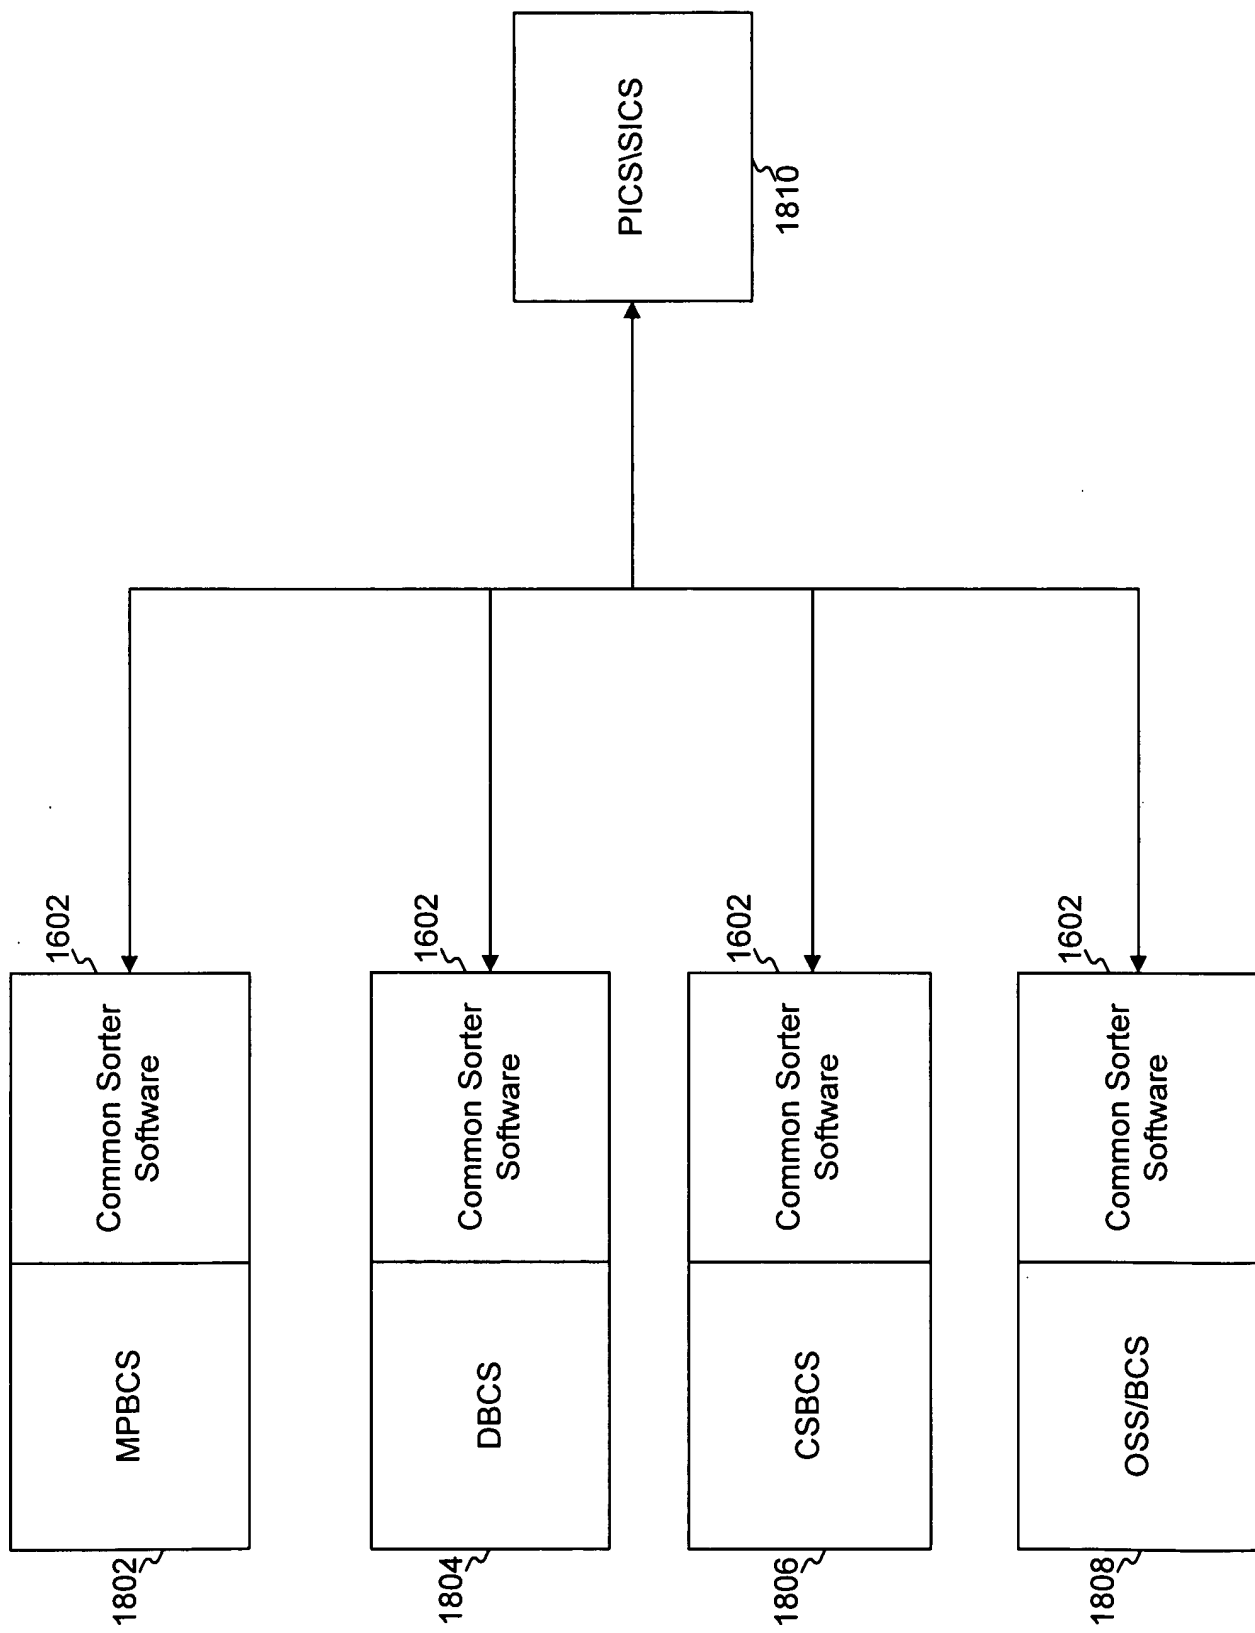 1802
MPBCS
Common Sorter
Software
1602
1804
DBCS
Common Sorter
Software
1602
1806
CSBCS
Common Sorter
Software
1602
1808
OSS/BCS
Common Sorter
Software
1602
PICS\SICS
1810